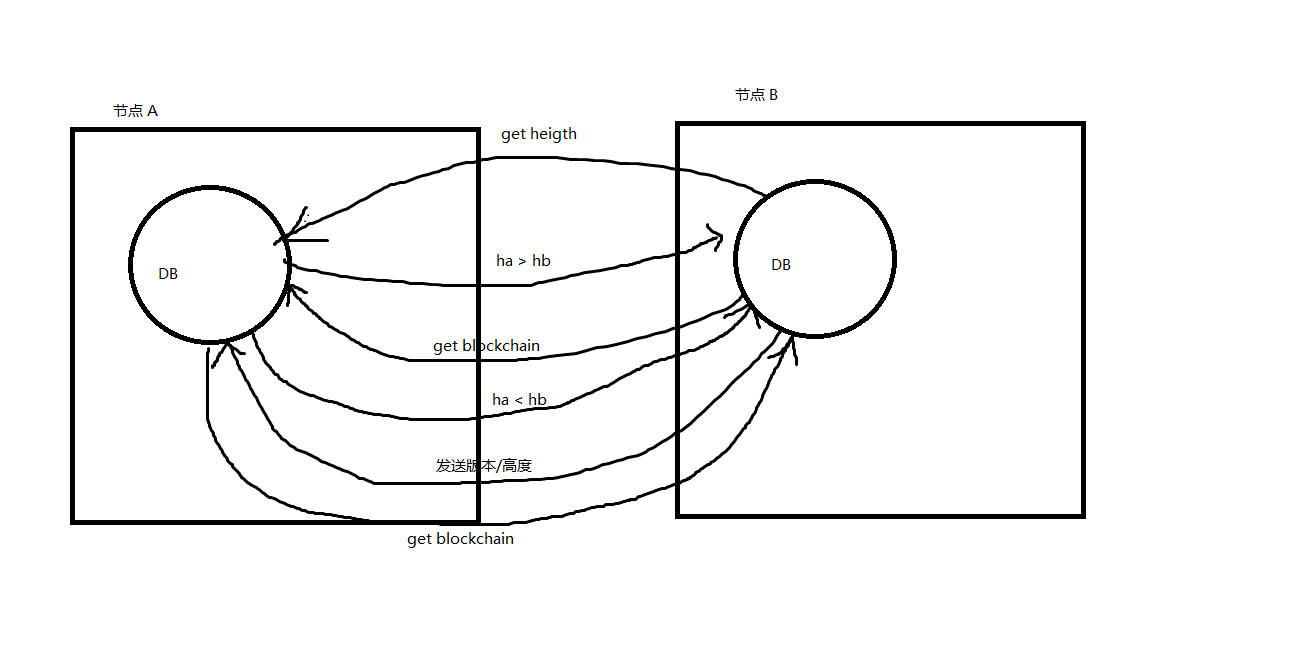 节点 A
节点 B
get heigth
DB
DB
ha > hb
get blockchain
ha < hb
发送版本/高度
get blockchain